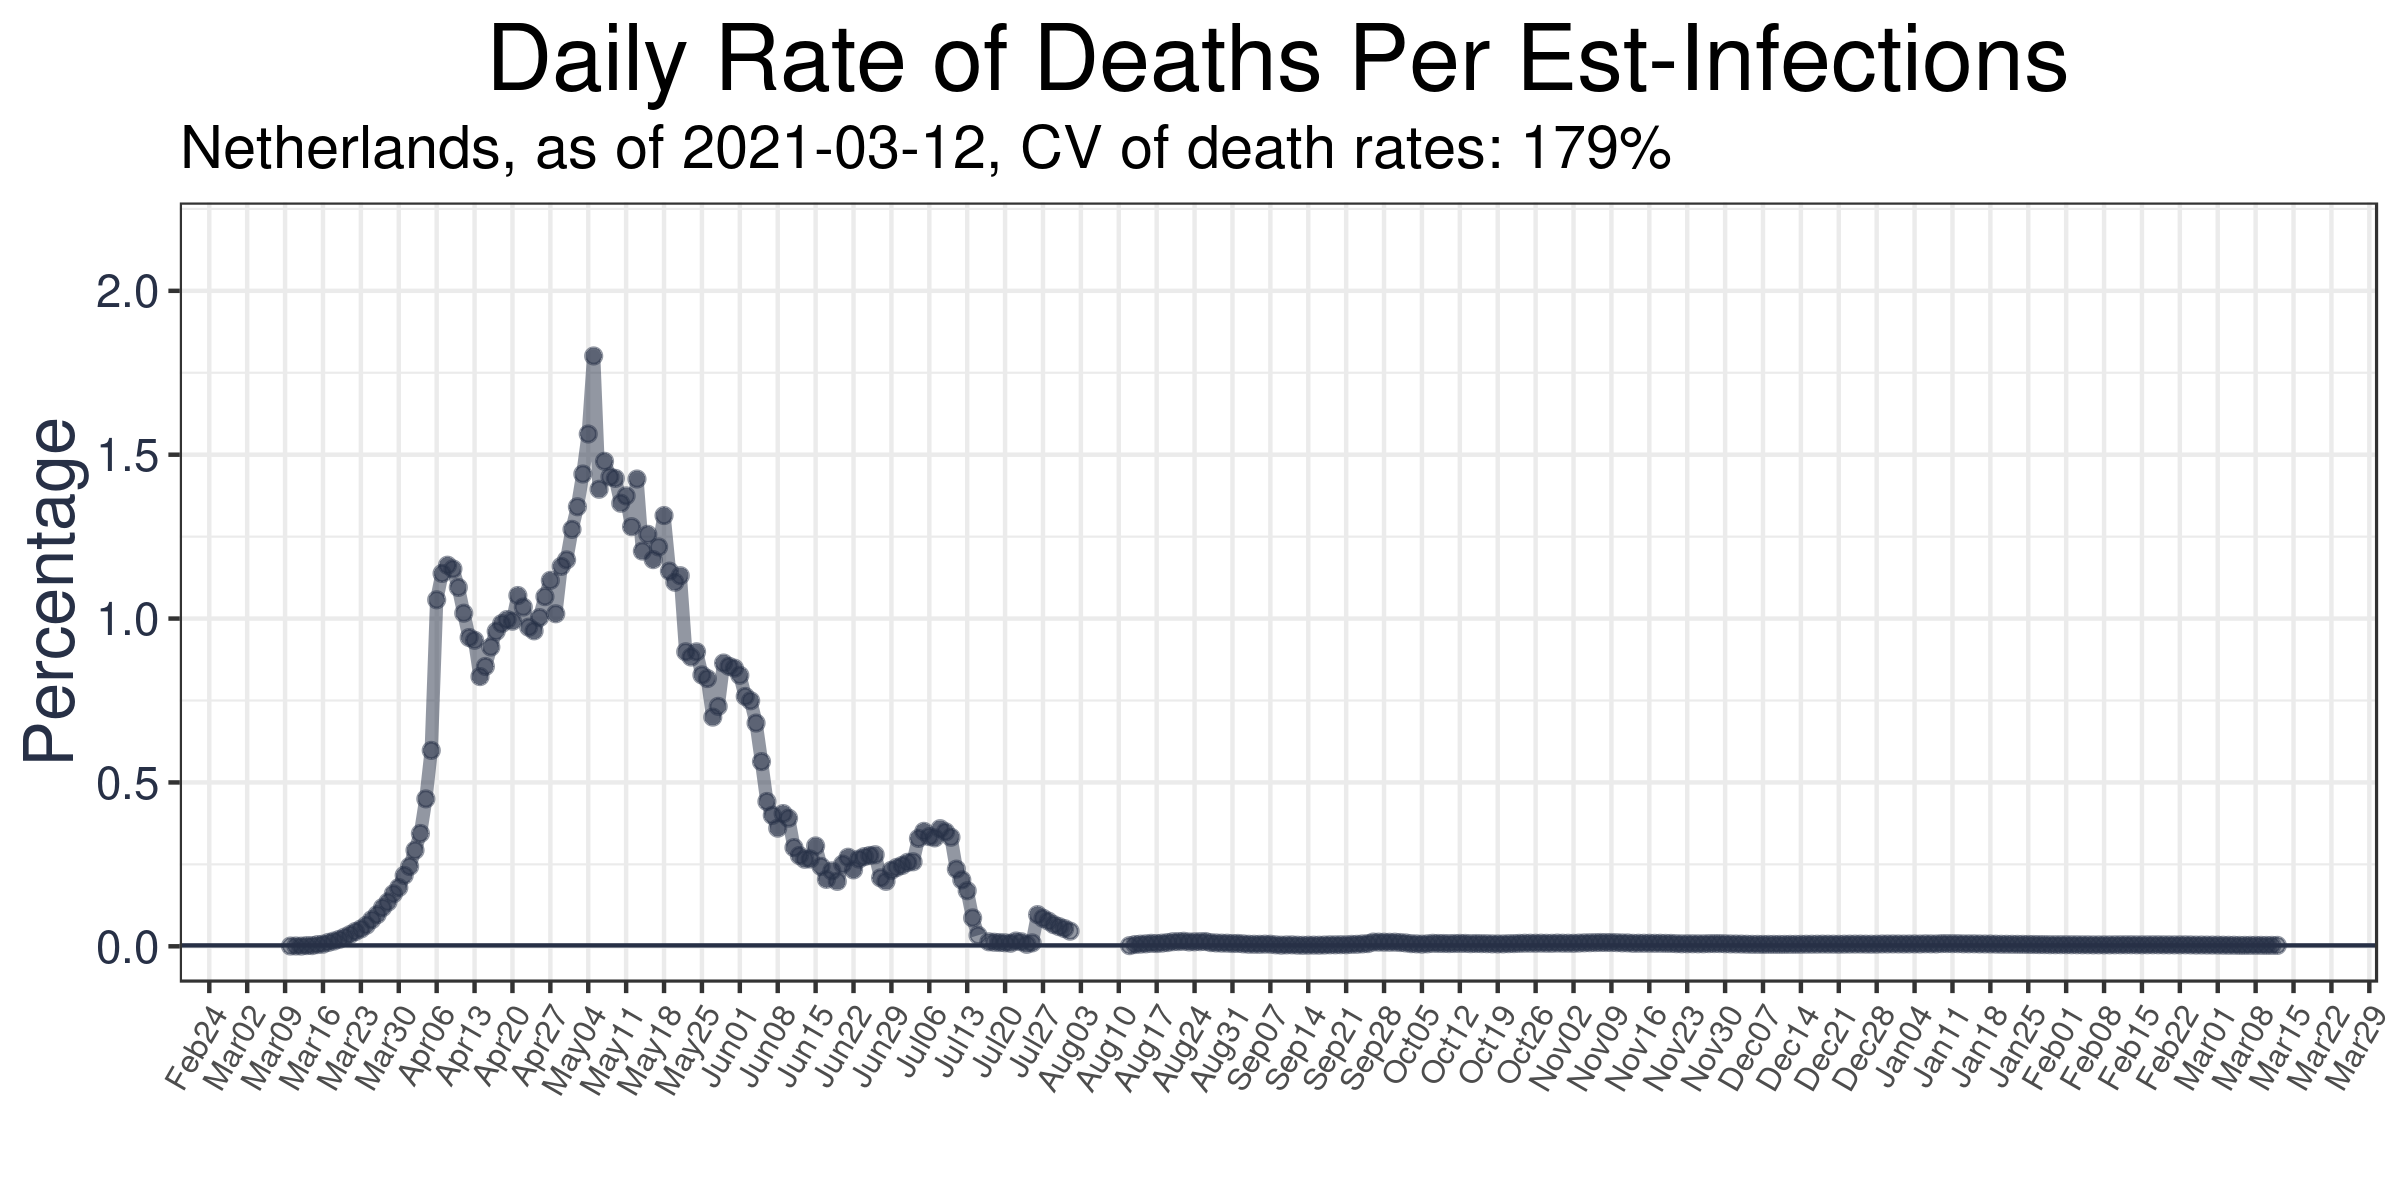 Daily Rate of Deaths Per Est-Infections
Netherlands, as of 2021-03-12, CV of death rates: 179%
Percentage
2.0
1.5
1.0
0.5
0.0
Feb24
Mar02
Mar09
Mar16
Mar23
Mar30
Apr06
Apr13
Apr20
Apr27
May04
May11
May18
May25
Jun01
Jun08
Jun15
Jun22
Jun29
Jul06
Jul13
Jul20
Jul27
Aug03
Aug10
Aug17
Aug24
Aug31
Sep07
Sep14
Sep21
Sep28
Oct05
Oct12
Oct19
Oct26
Nov02
Nov09
Nov16
Nov23
Nov30
Dec07
Dec14
Dec21
Dec28
Dec04
Jan11
Jan18
Jan25
Feb01
Feb08
Feb15
Feb22
Mar01
Mar08
Mar15
Mar22
Mar29